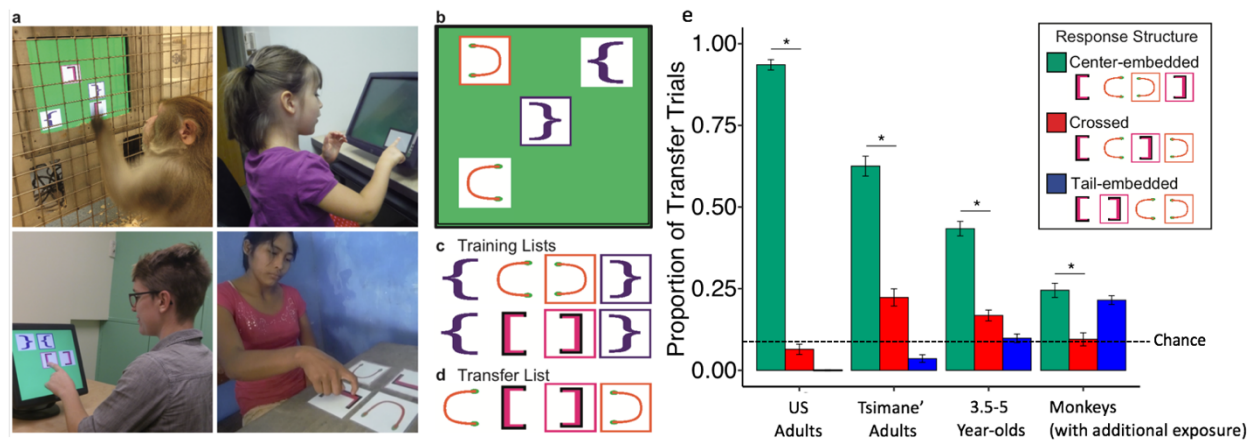 a
b
c Training Lists
d Transfer List
e
Proportion of Transfer Trials
1.00
0.75
0.50
0.25
0.00
*
*
*
*
Chance
US
Adults
Tsimane’
Adults
3.5-5
Year-olds
Monkeys
(with additional exposure)
Response Structure
Center-embedded
Crossed
Tail-embedded